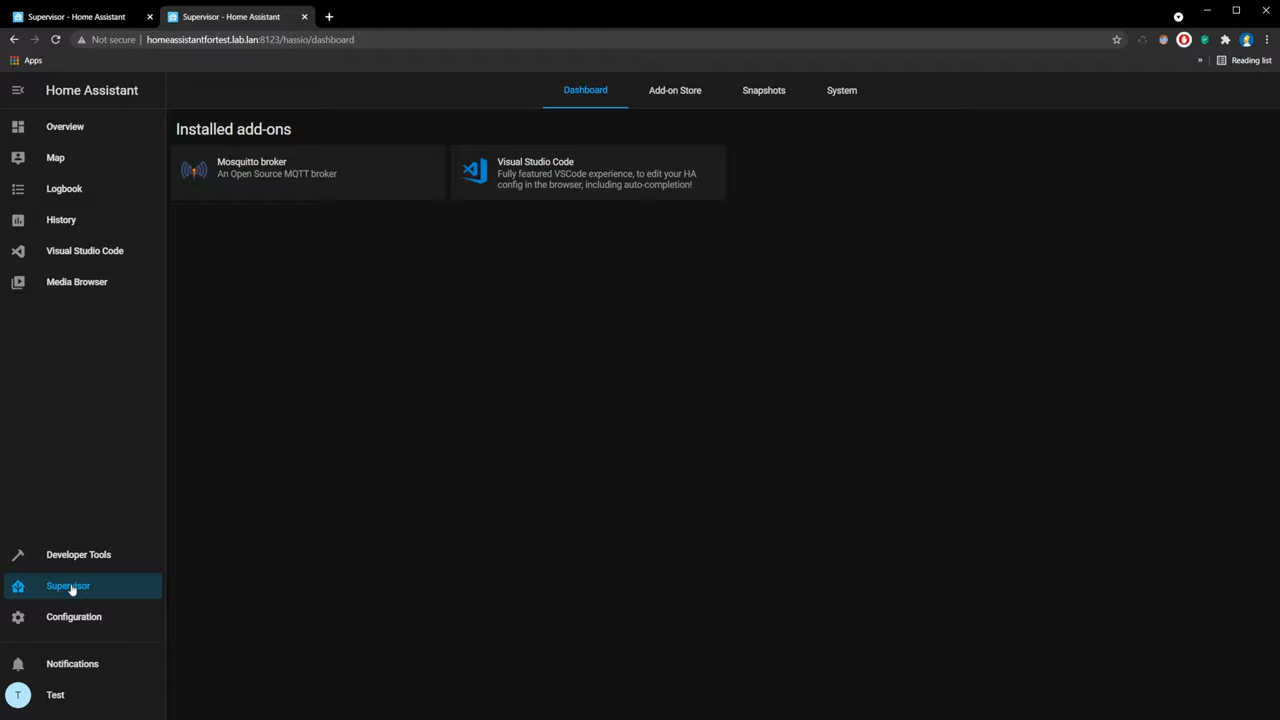 Supervisor - Home Assistant
Supervisor - Home Assistant
Not secure
homeassistantfortest.lab.lan:8123/hassio/dashboard
Apps
»
Reading list
Home Assistant
Dashboard
Add-on Store
Snapshots
System
Overview
Map
Logbook
History
Visual Studio Code
Media Browser
Installed add-ons
Mosquitto broker
An Open Source MQTT broker
Visual Studio Code
Fully featured VSCode experience, to edit your HA
config in the browser, including auto-completion!
Developer Tools
Supervisor
Configuration
Notifications
T
Test